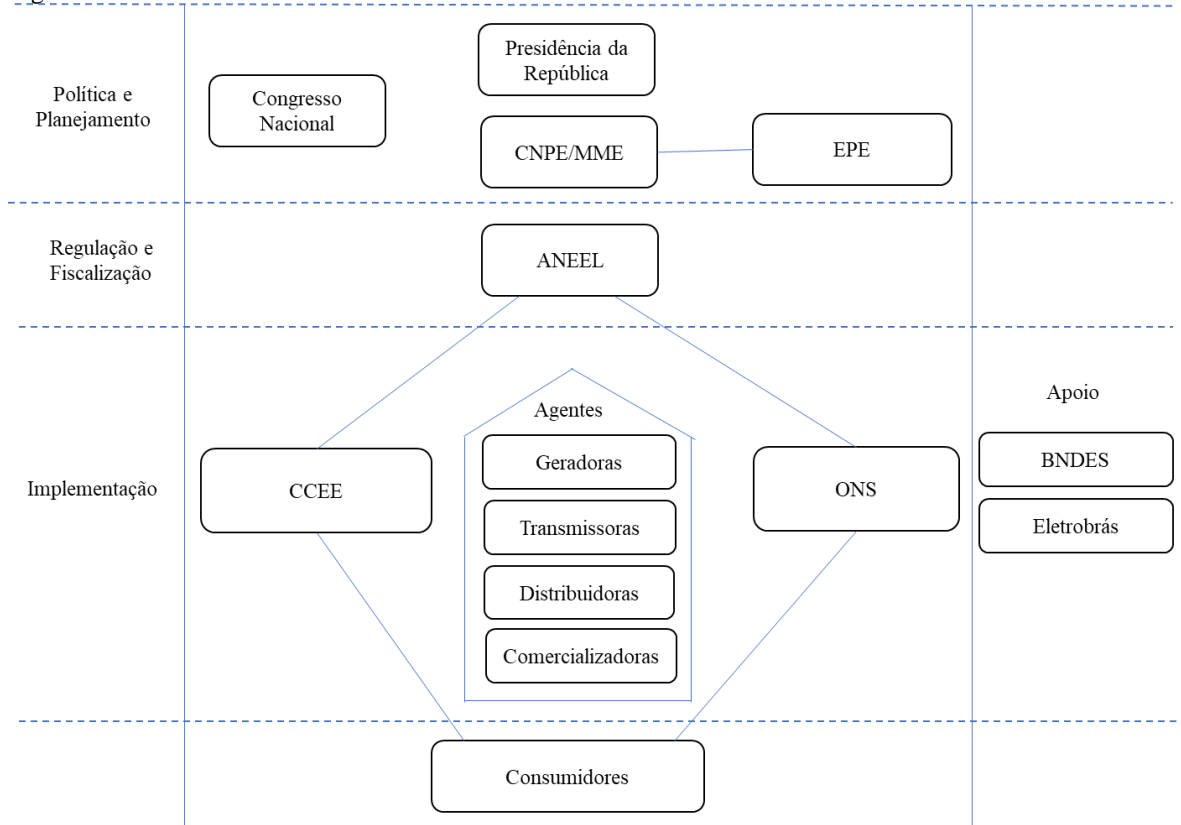 Presidência da
República
Política e
Planejamento
Congresso
Nacional
CNPE/MME
EPE
Regulação e
Fiscalização
ANEEL
Apoio
Agentes
Geradoras
BNDES
Implementação
CCEE
ONS
Transmissoras
Eletrobrás
Distribuidoras
Comercializadoras
Consumidores